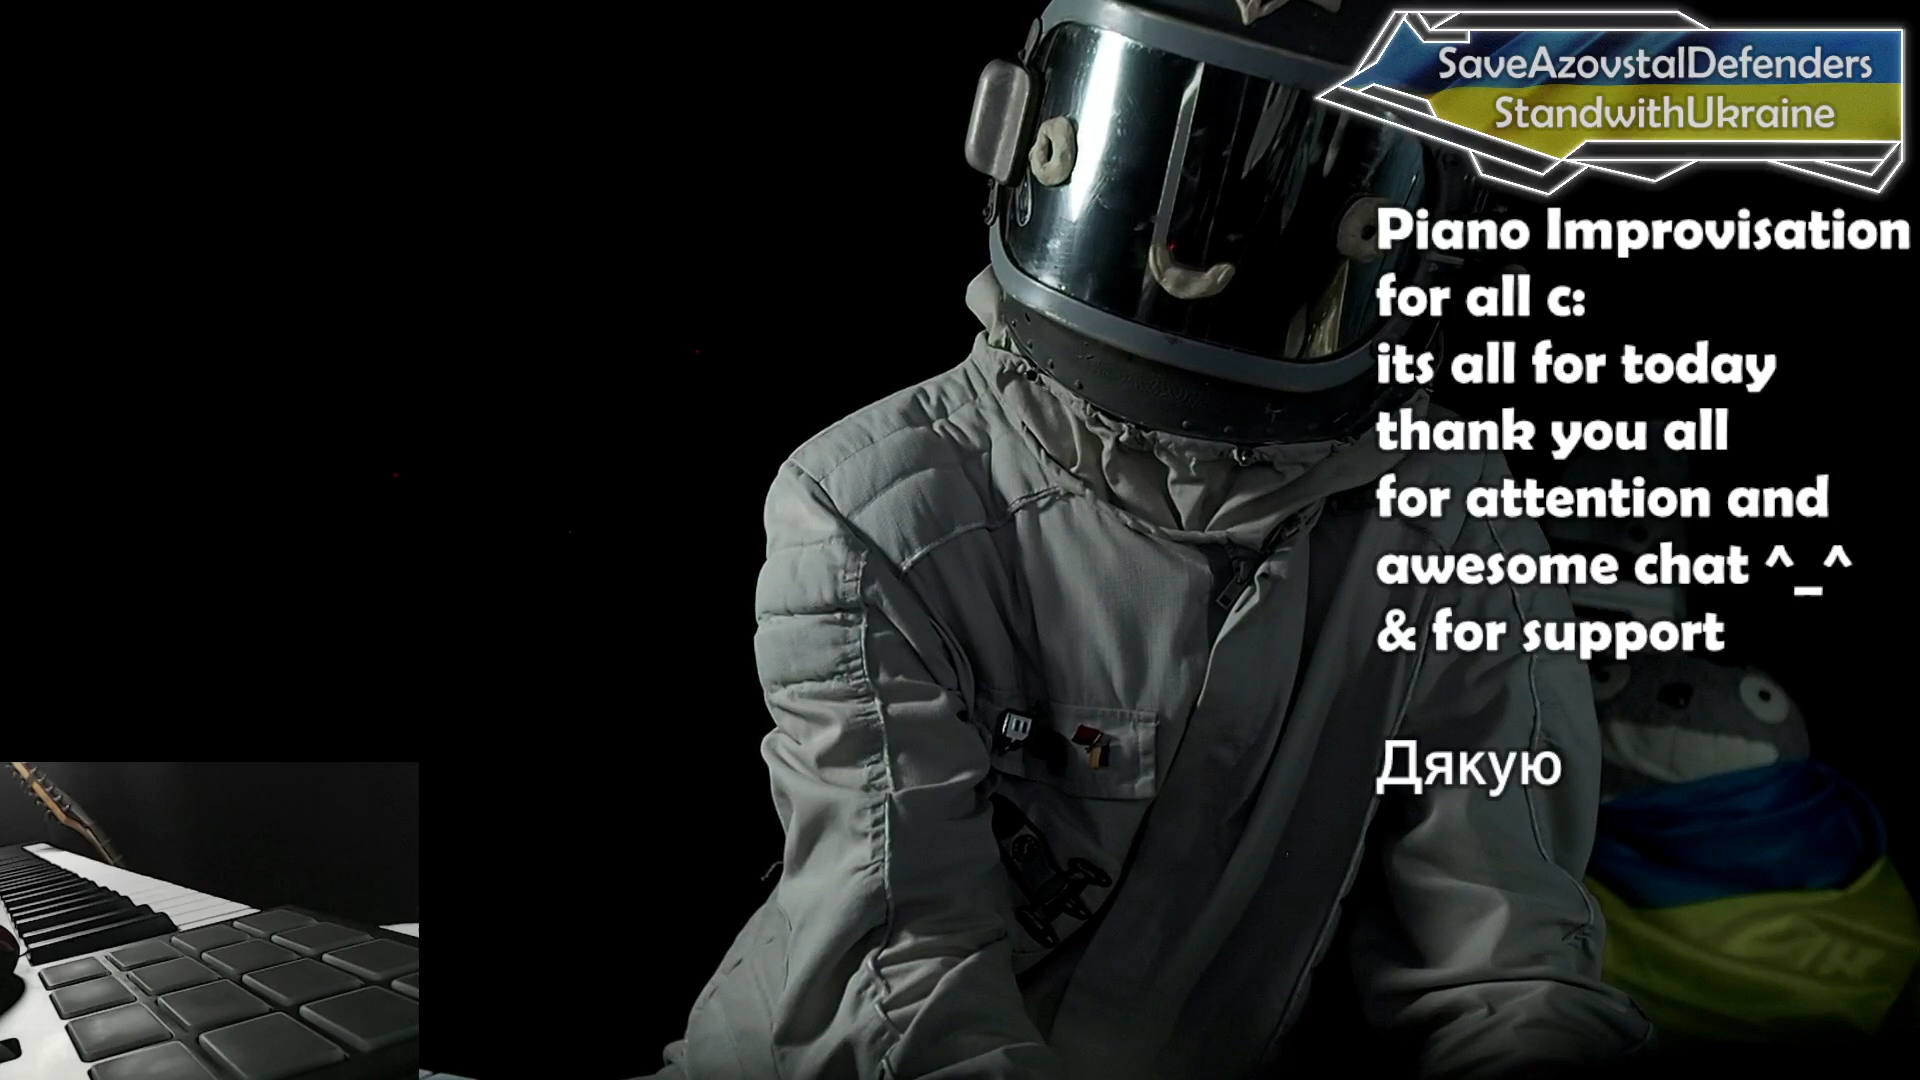 SaveAzovstalDefenders
StandwithUkraine
Piano Improvisation
for all c:
its all for today
thank you all
for attention and
awesome chat ^_^
& for support
Дякую